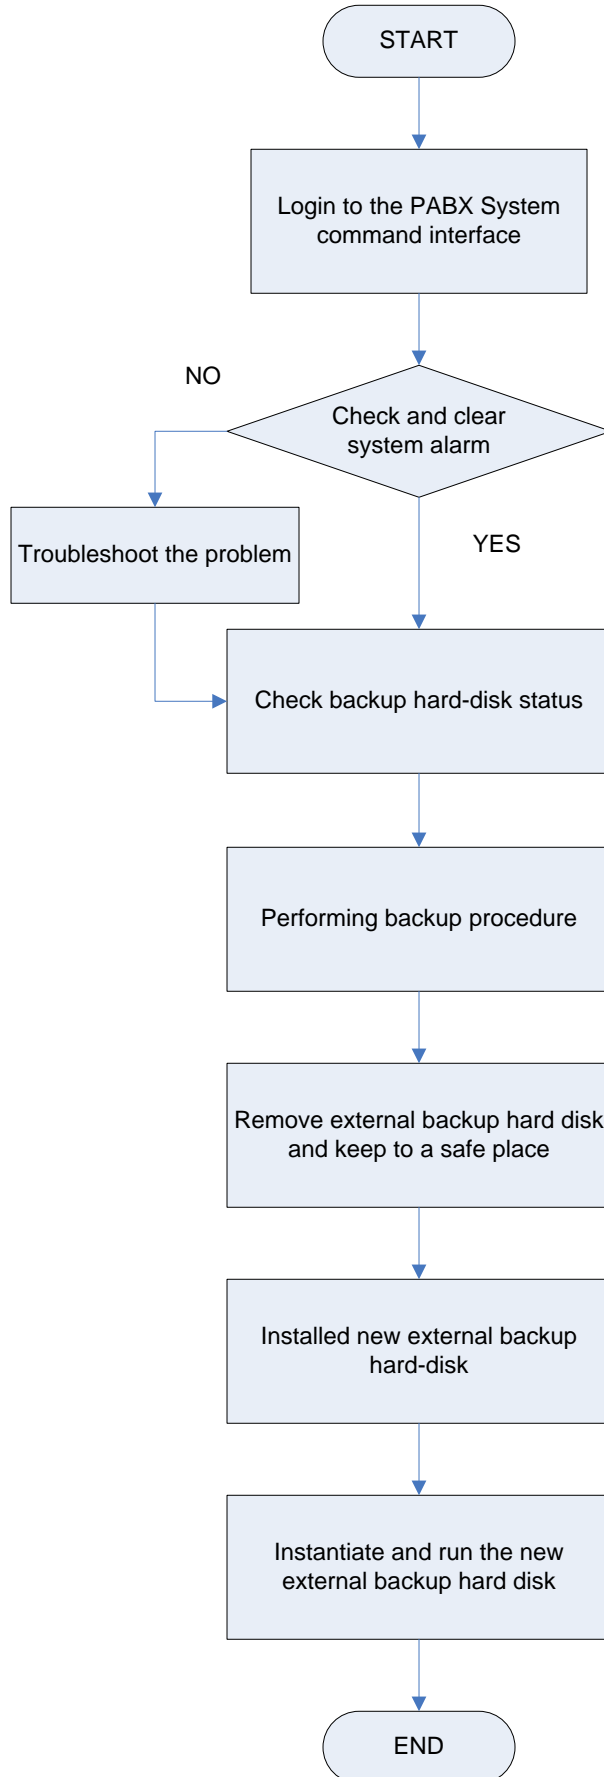 START
Login to the PABX System
command interface
NO
Check and clear
system alarm
YES
Troubleshoot the problem
Check backup hard-disk status
Performing backup procedure
Remove external backup hard disk
and keep to a safe place
Installed new external backup
hard-disk
Instantiate and run the new
external backup hard disk
END